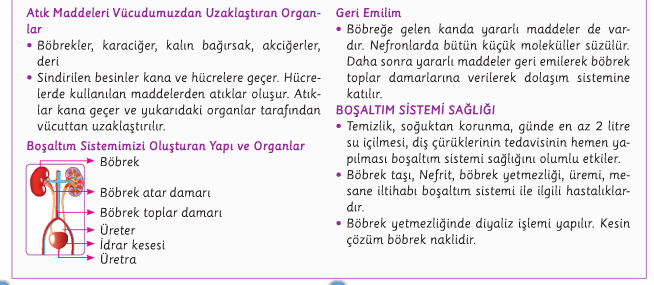 Atık Maddeleri Vücudumuzdan Uzaklaştıran Organ-
lar
• Böbrekler, karaciğer, kalın bağırsak, akciğerler,
deri
• Sindirilen besinler kana ve hücrelere geçer. Hücre-
lerde kullanılan maddelerden atıklar oluşur. Atık-
lar kana geçer ve yukarıdaki organlar tarafından
vücuttan uzaklaştırılır.
Boşaltım Sistemimizi Oluşturan Yapı ve Organlar
Böbrek
Böbrek atar damarı
Böbrek toplar damarı
Üreter
İdrar kesesi
Üretra
Geri Emilim
• Böbreğe gelen kanda yararlı maddeler de var-
dır. Nefronlarda bütün küçük moleküller süzülür.
Daha sonra yararlı maddeler geri emilerek böbrek
toplar damarlarına verilerek dolaşım sistemine
katılır.
BOŞALTIM SİSTEMİ SAĞLIĞI
• Temizlik, soğuktan korunma, günde en az 2 litre
su içilmesi, diş çürüklerinin tedavisinin hemen ya-
pılması boşaltım sistemi sağlığını olumlu etkiler.
• Böbrek taşı, Nefrit, böbrek yetmezliği, üremi, me-
sane iltihabı boşaltım sistemi ile ilgili hastalıklar-
dır.
• Böbrek yetmezliğinde diyaliz işlemi yapılır. Kesin
çözüm böbrek naklidir.